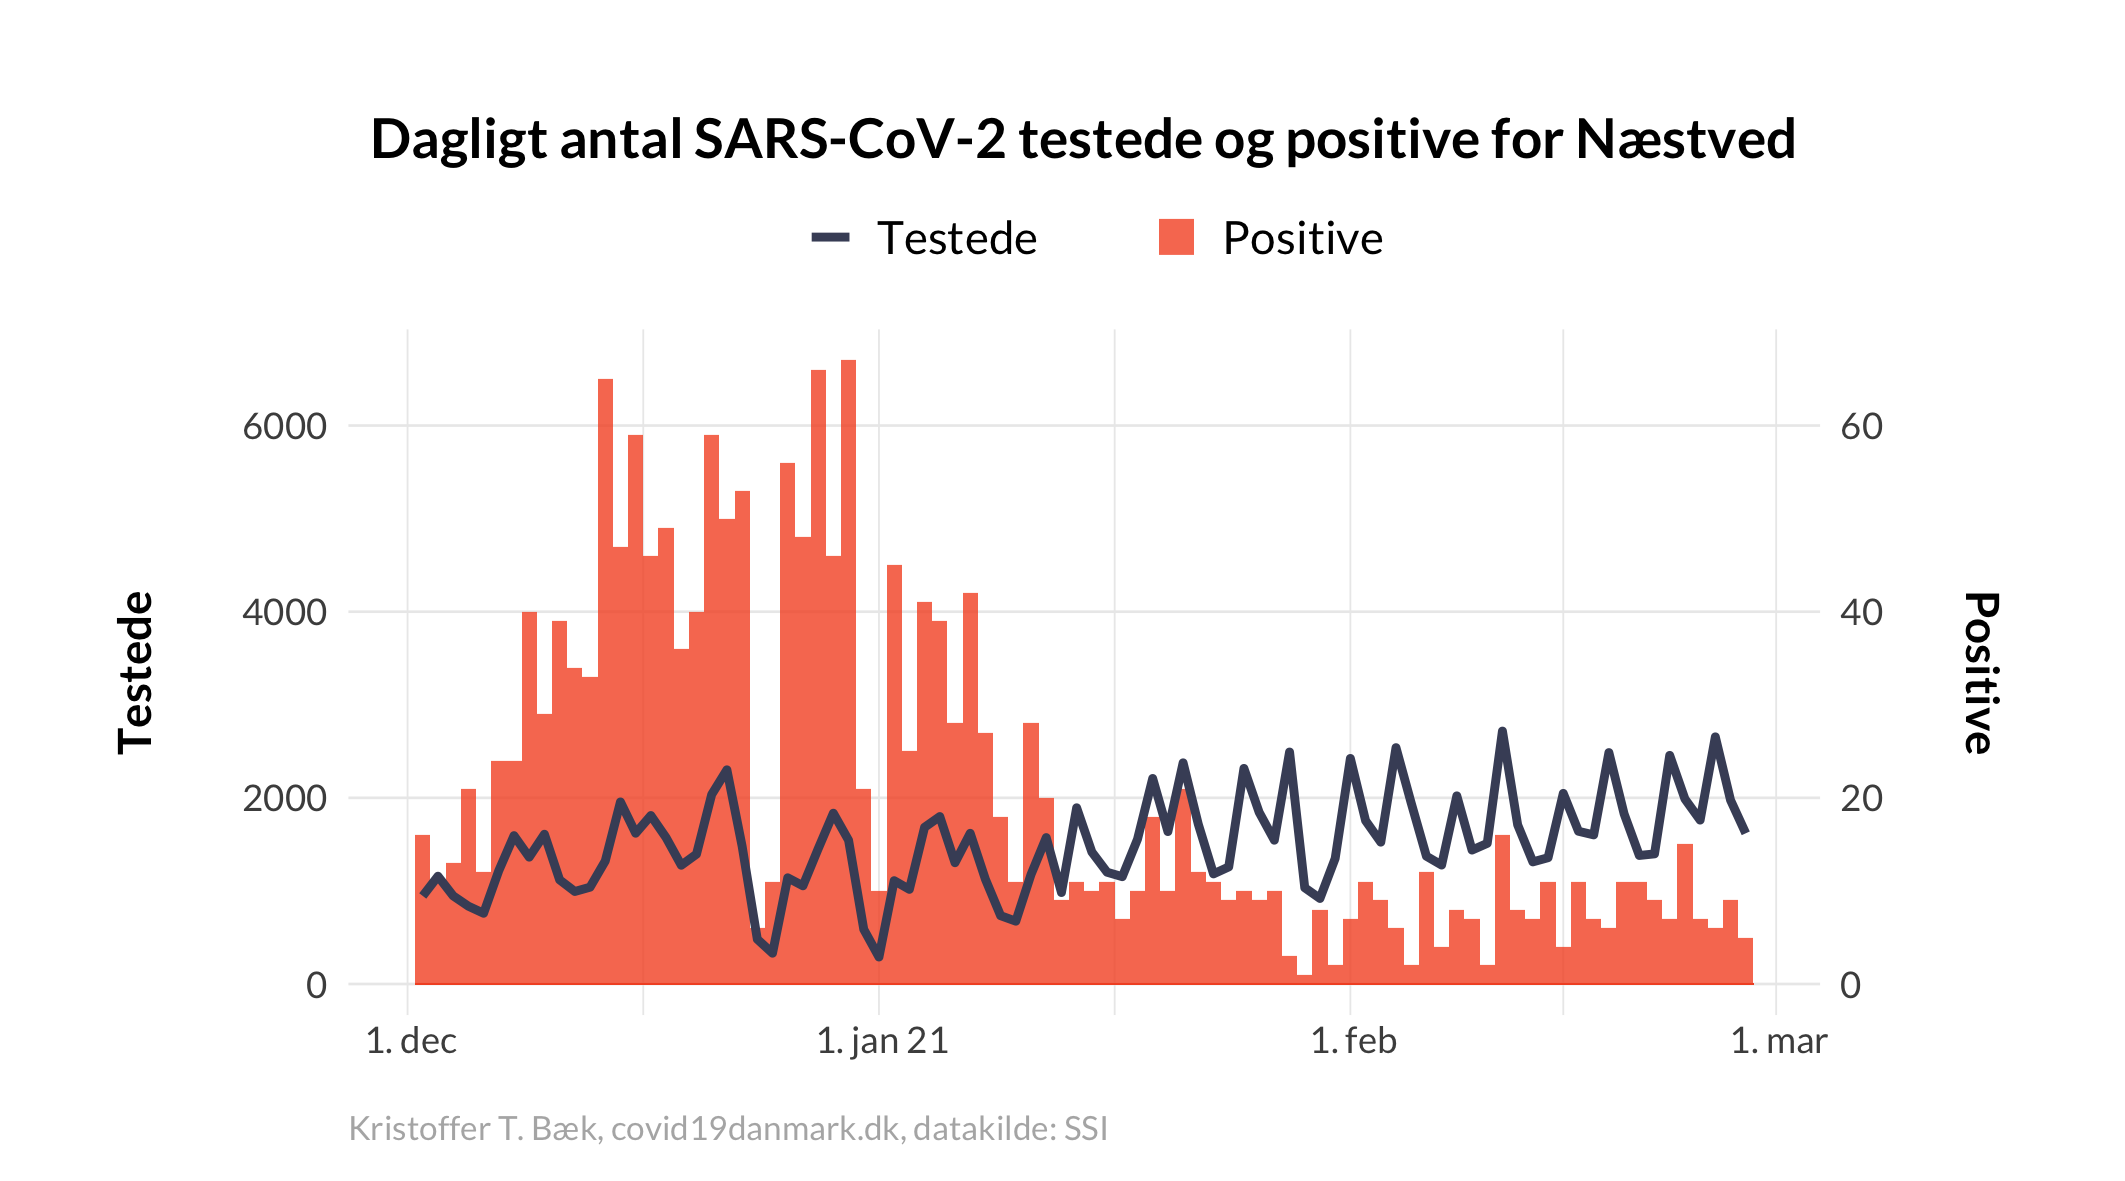 Dagligt antal SARS-CoV-2 testede og positive for Næstved
Testede Positive
6000 60
4000 40
2000 20
0 0
Testede
Positive
1. dec 1. jan 21 1. feb 1. mar
Kristoffer T. Bæk, covid19danmark.dk, datakilde: SSI